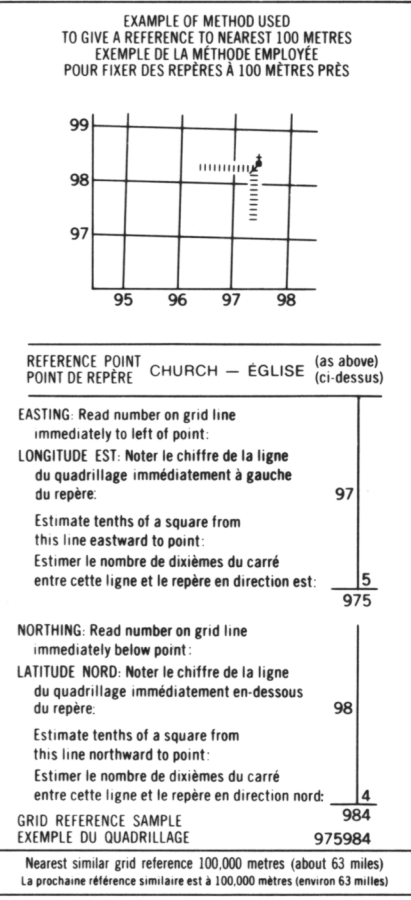 EXAMPLE OF METHOD USED
TO GIVE A REFERENCE TO NEAREST 100 METRES
EXEMPLE DE LA MÉTHODE EMPLOYÉE
POUR FIXER DES REPÈRES À 100 MÈTRES PRÈS
99
98
97
95 96 97 98
REFERENCE POINT
POINT DE REPÈRE
CHURCH — ÉGLISE
(as above)
(ci-dessus)
EASTING: Read number on grid line
immediately to left of point:
LONGITUDE EST: Noter le chiffre de la ligne
du quadrillage immédiatement à gauche
du repère: 97
Estimate tenths of a square from
this line eastward to point:
Estimer le nombre de dixièmes du carré
entre cette ligne et le repère en direction est: 5
975
NORTHING: Read number on grid line
immediately below point:
LATITUDE NORD: Noter le chiffre de la ligne
du quadrillage immédiatement en-dessous
du repère: 98
Estimate tenths of a square from
this line northward to point:
Estimer le nombre de dixièmes du carré
entre cette ligne et le repère en direction nord: 4
984
GRID REFERENCE SAMPLE
EXEMPLE DU QUADRILLAGE 975984
Nearest similar grid reference 100,000 metres (about 63 miles)
La prochaine référence similaire est à 100,000 mètres (environ 63 milles)